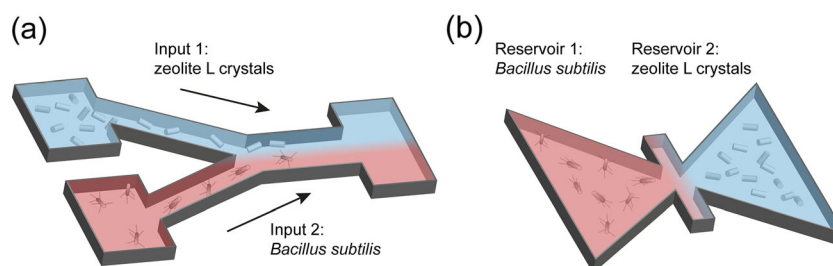 (a)
Input 1:
zeolite L crystals
Input 2:
Bacillus subtilis
(b)
Reservoir 1:
Bacillus subtilis
Reservoir 2:
zeolite L crystals